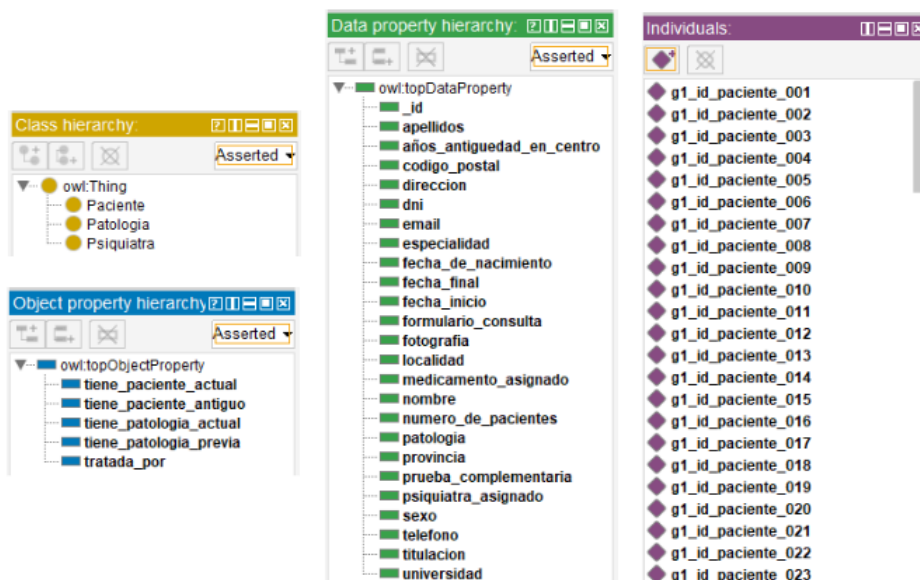 Class hierarchy:
Asserted
owl:Thing
Paciente
Patologia
Psiquiatra
Object property hierarchy
Asserted
owl:topObjectProperty
tiene_paciente_actual
tiene_paciente_antiguo
tiene_patologia_actual
tiene_patologia_previa
tratada_por
Data property hierarchy:
Asserted
owl:topDataProperty
_id
apellidos
años_antiguedad_en_centro
codigo_postal
direccion
dni
email
especialidad
fecha_de_nacimiento
fecha_final
fecha_inicio
formulario_consulta
fotografia
localidad
medicamento_asignado
nombre
numero_de_pacientes
patologia
provincia
prueba_complementaria
psiquiatra_asignado
sexo
telefono
titulacion
universidad
Individuals:
g1_id_paciente_001
g1_id_paciente_002
g1_id_paciente_003
g1_id_paciente_004
g1_id_paciente_005
g1_id_paciente_006
g1_id_paciente_007
g1_id_paciente_008
g1_id_paciente_009
g1_id_paciente_010
g1_id_paciente_011
g1_id_paciente_012
g1_id_paciente_013
g1_id_paciente_014
g1_id_paciente_015
g1_id_paciente_016
g1_id_paciente_017
g1_id_paciente_018
g1_id_paciente_019
g1_id_paciente_020
g1_id_paciente_021
g1_id_paciente_022
g1_id_paciente_023